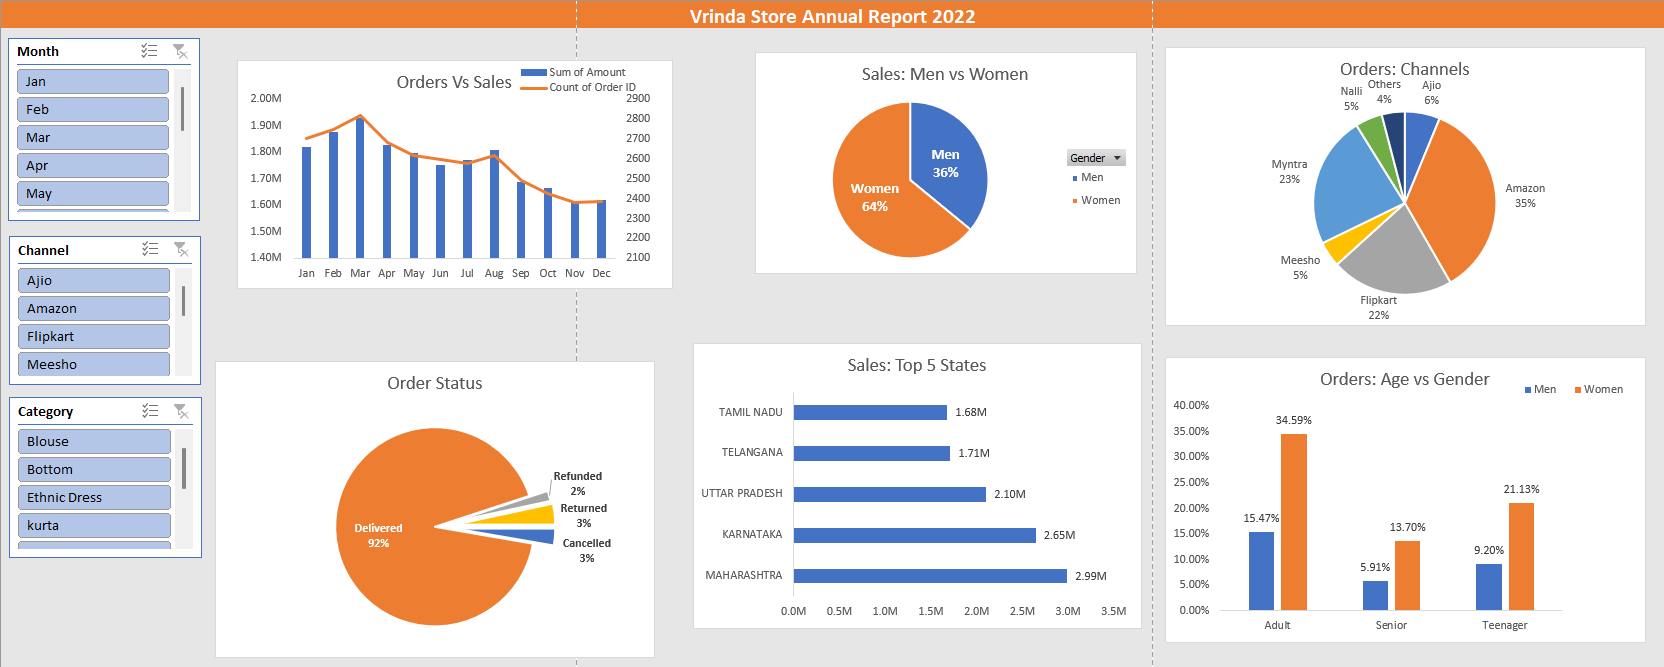 Vrinda Store Annual Report 2022
Month
Jan
Feb
Mar
Apr
May
Channel
Ajio
Amazon
Flipkart
Meesho
Category
Blouse
Bottom
Ethnic Dress
kurta
Orders Vs Sales
Sum of Amount
Count of Order ID
2.00M
1.90M
1.80M
1.70M
1.60M
1.50M
1.40M
2900
2800
2700
2600
2500
2400
2300
2200
2100
Jan Feb Mar Apr May Jun Jul Aug Sep Oct Nov Dec
Sales: Men vs Women
Men
36%
Women
64%
Gender
Men
Women
Orders: Channels
Ajio
6%
Amazon
35%
Flipkart
22%
Meesho
5%
Myntra
23%
Nalli
5%
Others
4%
Order Status
Refunded
2%
Returned
3%
Cancelled
3%
Delivered
92%
Sales: Top 5 States
TAMIL NADU 1.68M
TELANGANA 1.71M
UTTAR PRADESH 2.10M
KARNATAKA 2.65M
MAHARASHTRA 2.99M
0.0M 0.5M 1.0M 1.5M 2.0M 2.5M 3.0M 3.5M
Orders: Age vs Gender
Men Women
40.00%
35.00%
30.00%
25.00%
20.00%
15.00%
10.00%
5.00%
0.00%
15.47% 34.59%
5.91% 13.70%
9.20% 21.13%
Adult Senior Teenager